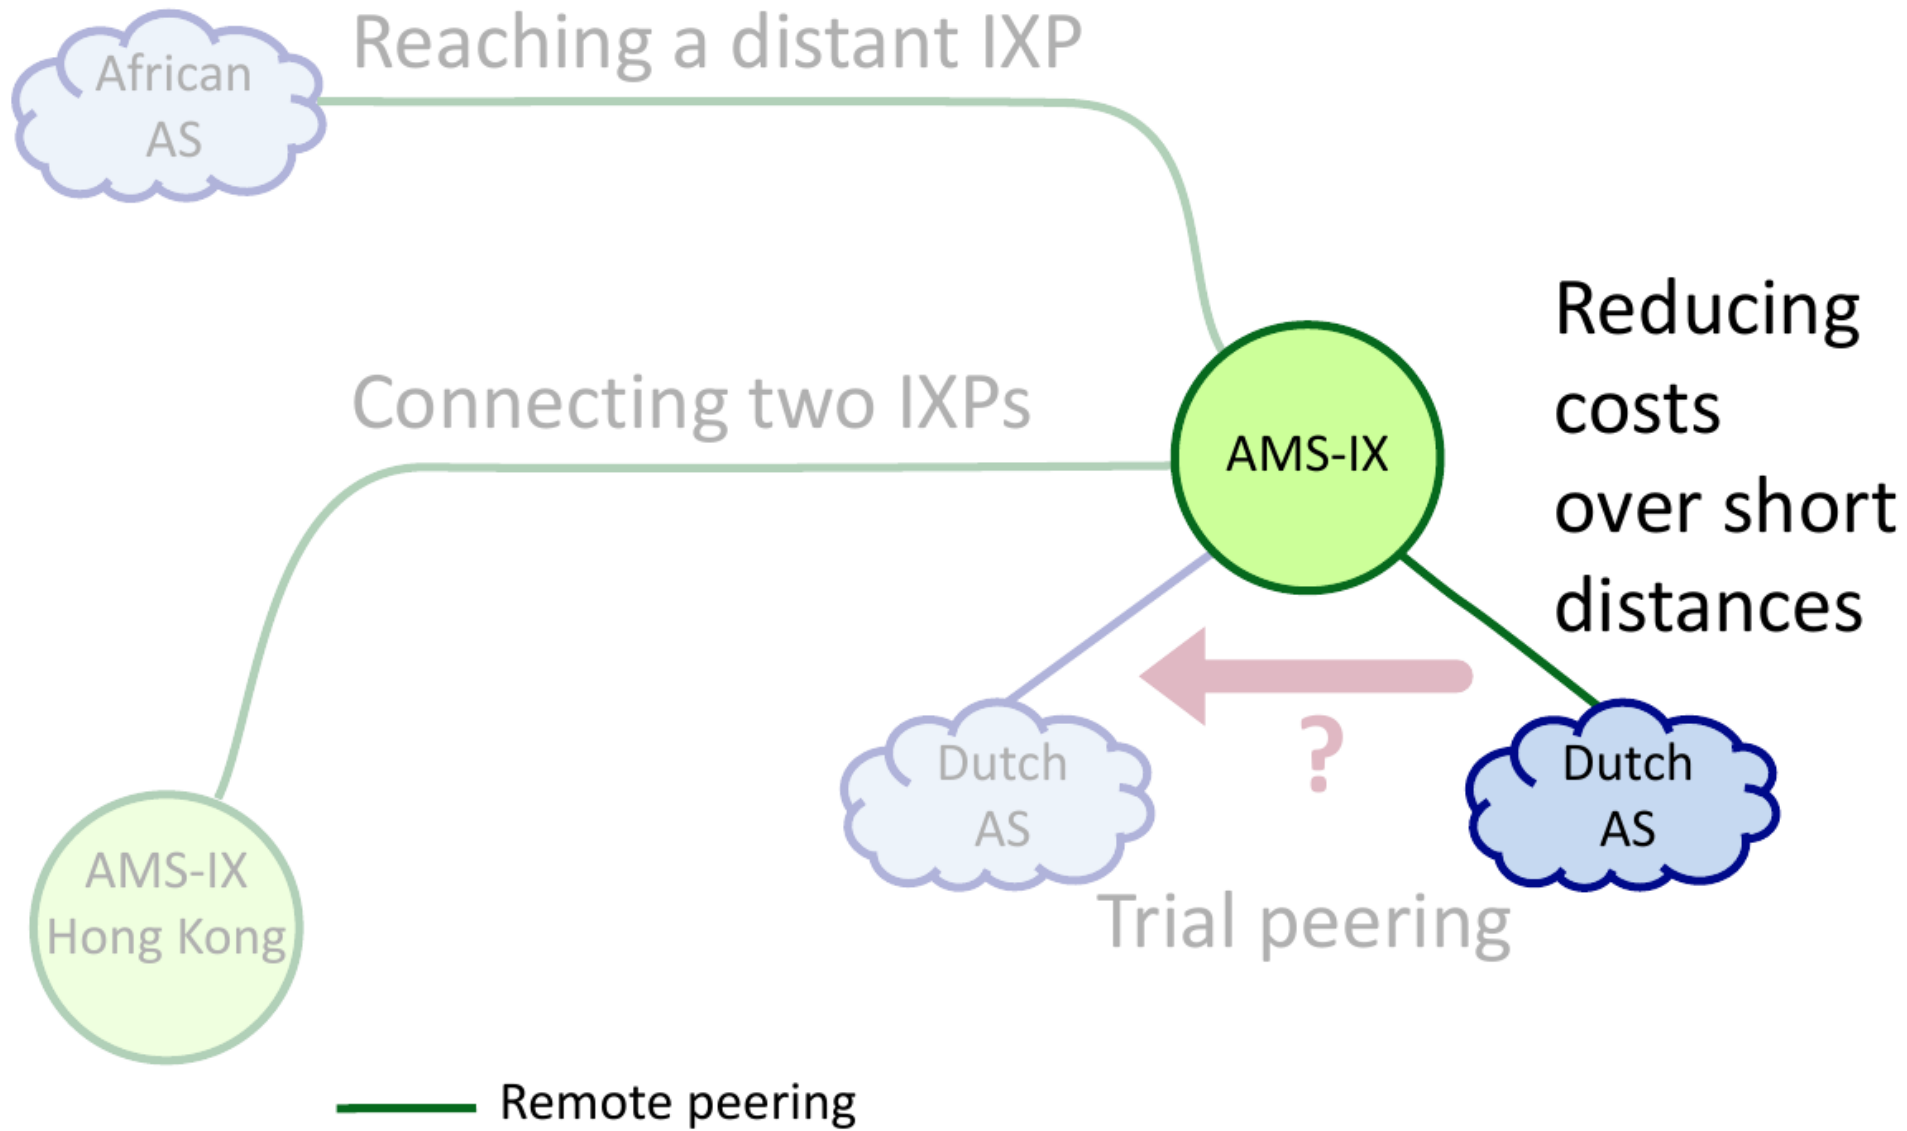 Reaching a distant IXP
African
AS
Reducing
costs
over short
distances
Connecting two IXPs
AMS-IX
?
Dutch
AS
Dutch
AS
Trial peering
AMS-IX
Hong Kong
Remote peering